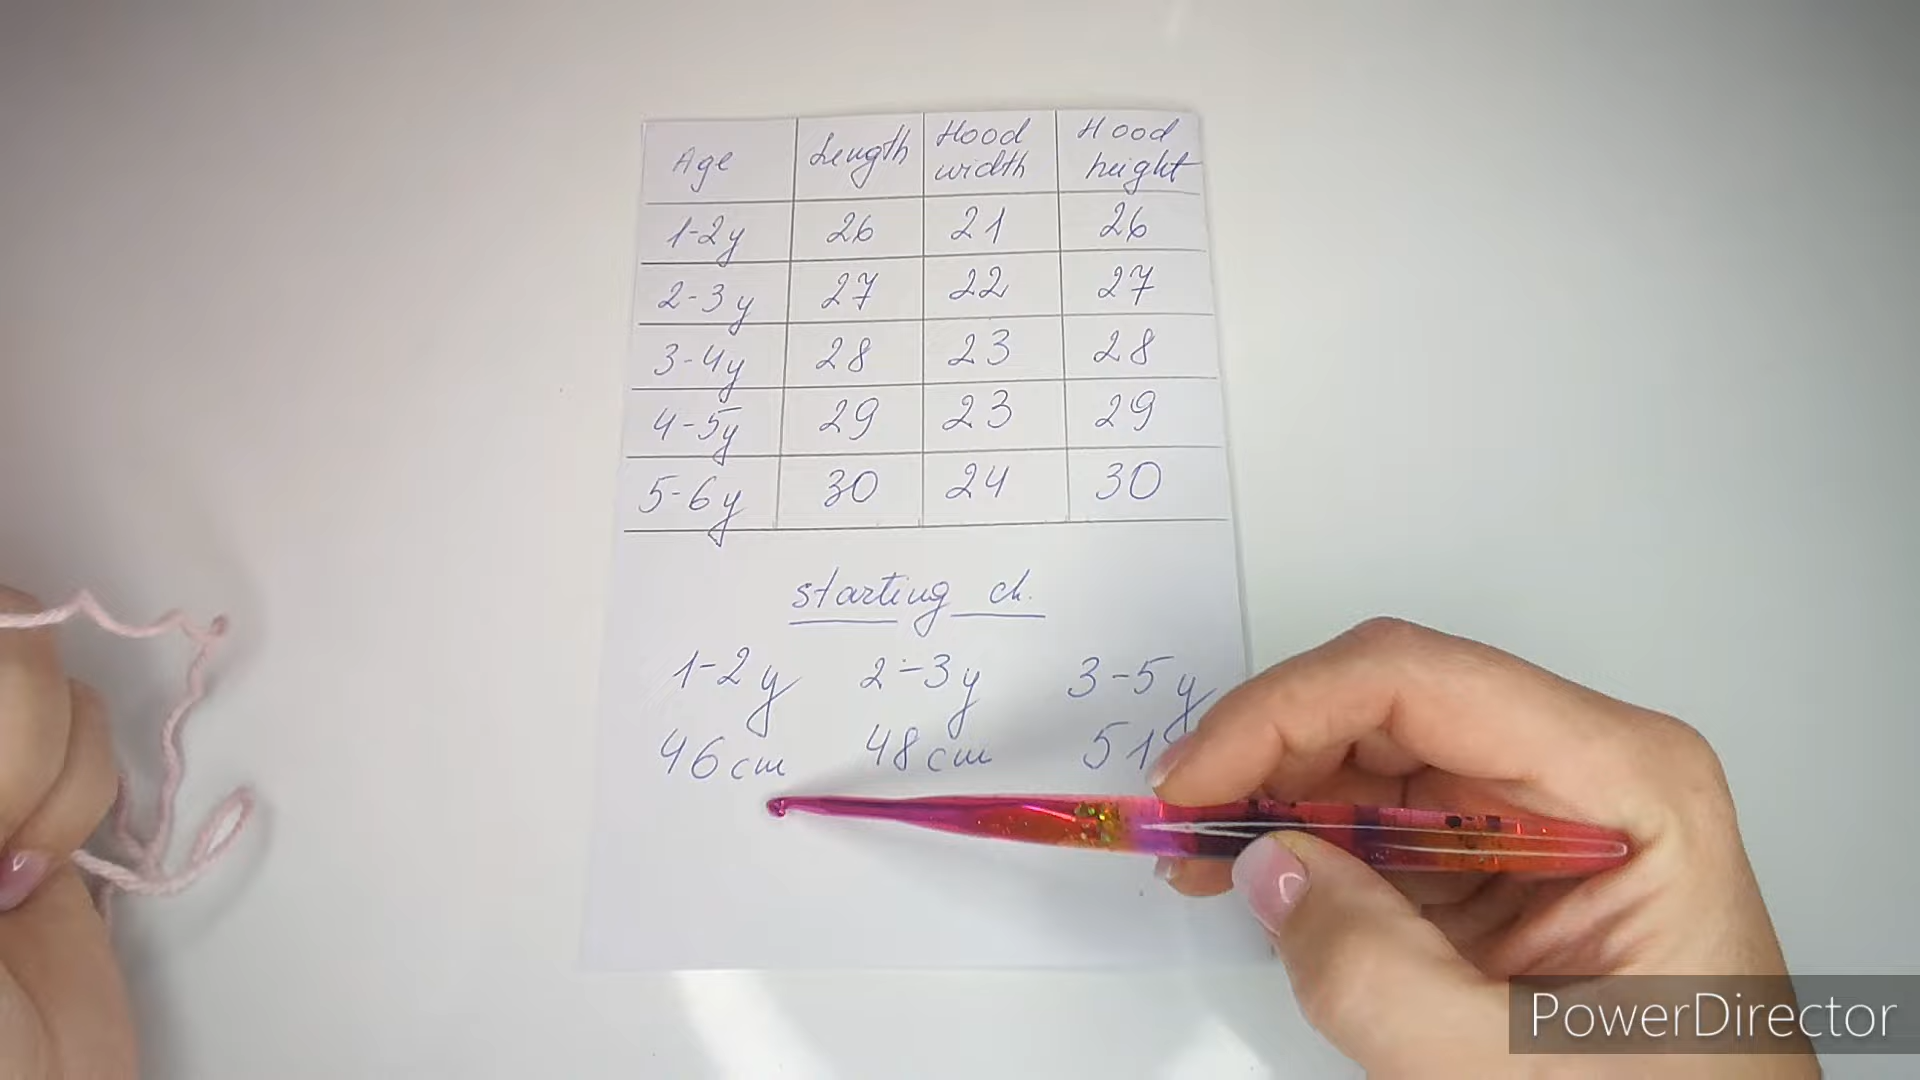 Age Length Hood width Hood height
1-2y 26 21 26
2-3y 27 22 27
3-4y 28 23 28
4-5y 29 23 29
5-6y 30 24 30
starting ch.
1-2y 2-3y 3-5y
46cm 48cm 51
PowerDirector